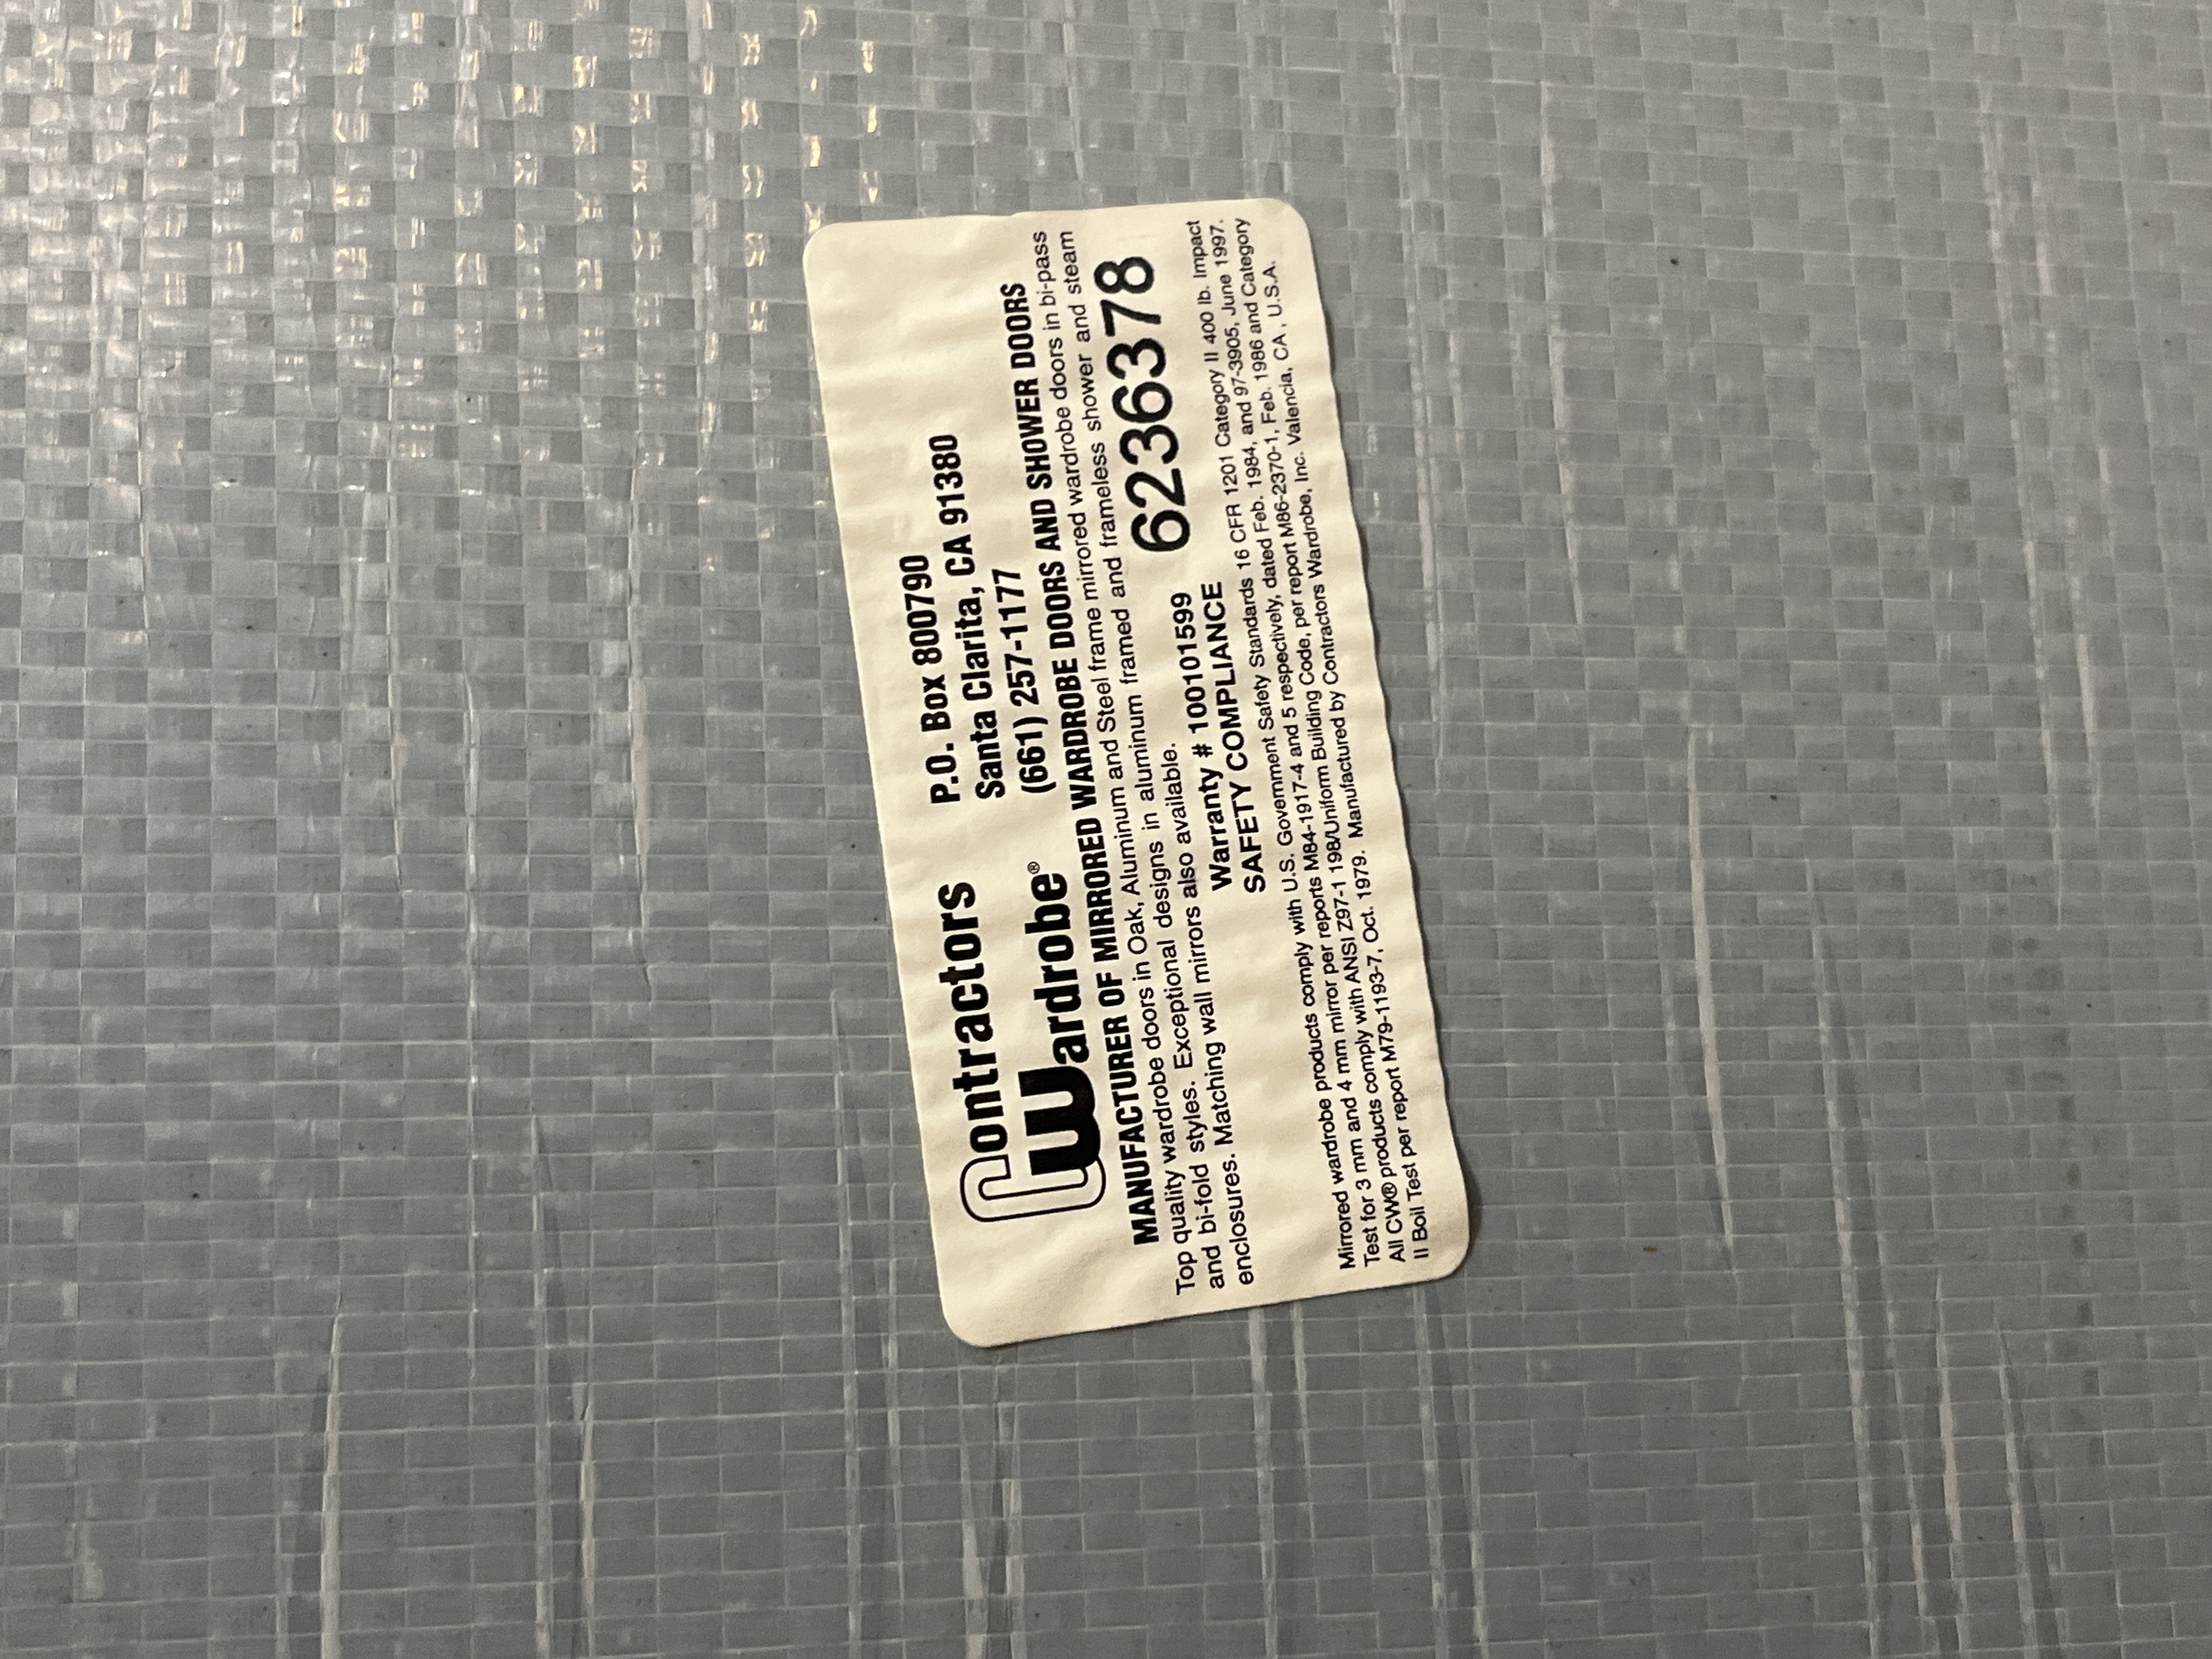 Contractors
Wardrobe®
P.O. Box 800790
Santa Clarita, CA 91380
(661) 257-1177
MANUFACTURER OF MIRRORED WARDROBE DOORS AND SHOWER DOORS
Top quality wardrobe doors in Oak, Aluminum and Steel frame mirrored wardrobe doors in bi-pass
and bi-fold styles. Exceptional designs in aluminum framed and frameless shower and steam
enclosures. Matching wall mirrors also available.
6236378
Warranty # 100101599
SAFETY COMPLIANCE
Mirrored wardrobe products comply with U.S. Government Safety Standards 16 CFR 1201 Category II 400 lb. Impact
Test for 3 mm and 4 mm mirror per reports M84-1917-4 and 5 respectively, dated Feb. 1984, and 97-3905, June 1997.
All CW® products comply with ANSI Z97-1 198/Uniform Building Code, per report M86-2370-1, Feb. 1986 and Category
II Boil Test per report M79-1193-7, Oct. 1979. Manufactured by Contractors Wardrobe, Inc. Valencia, CA, U.S.A.